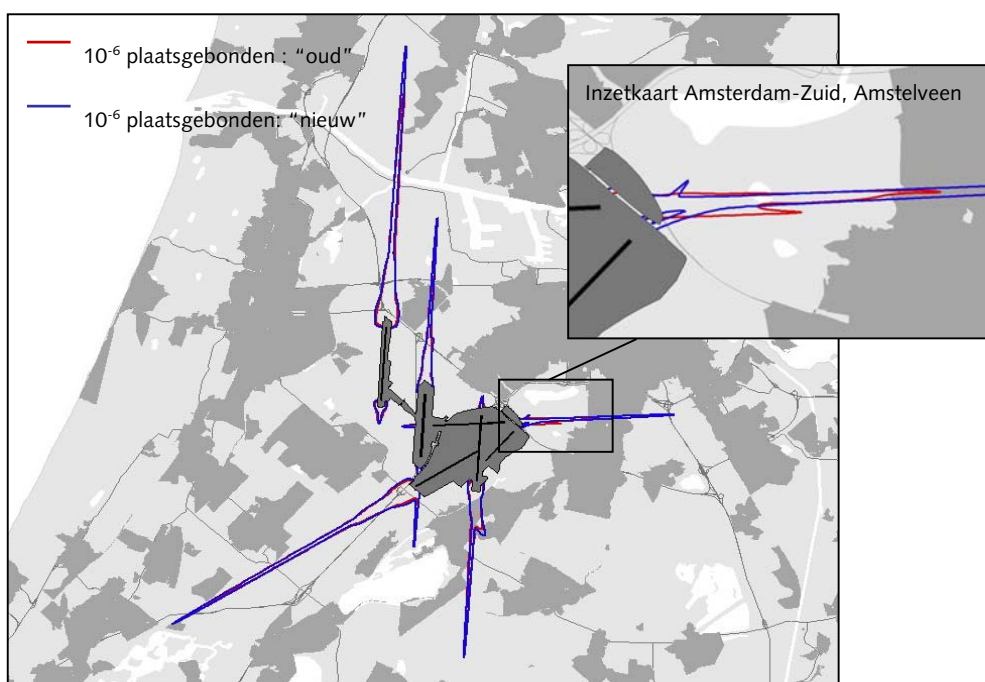 10⁻⁶ plaatsgebonden : “oud”
10⁻⁶ plaatsgebonden: “nieuw”
Inzetkaart Amsterdam-Zuid, Amstelveen